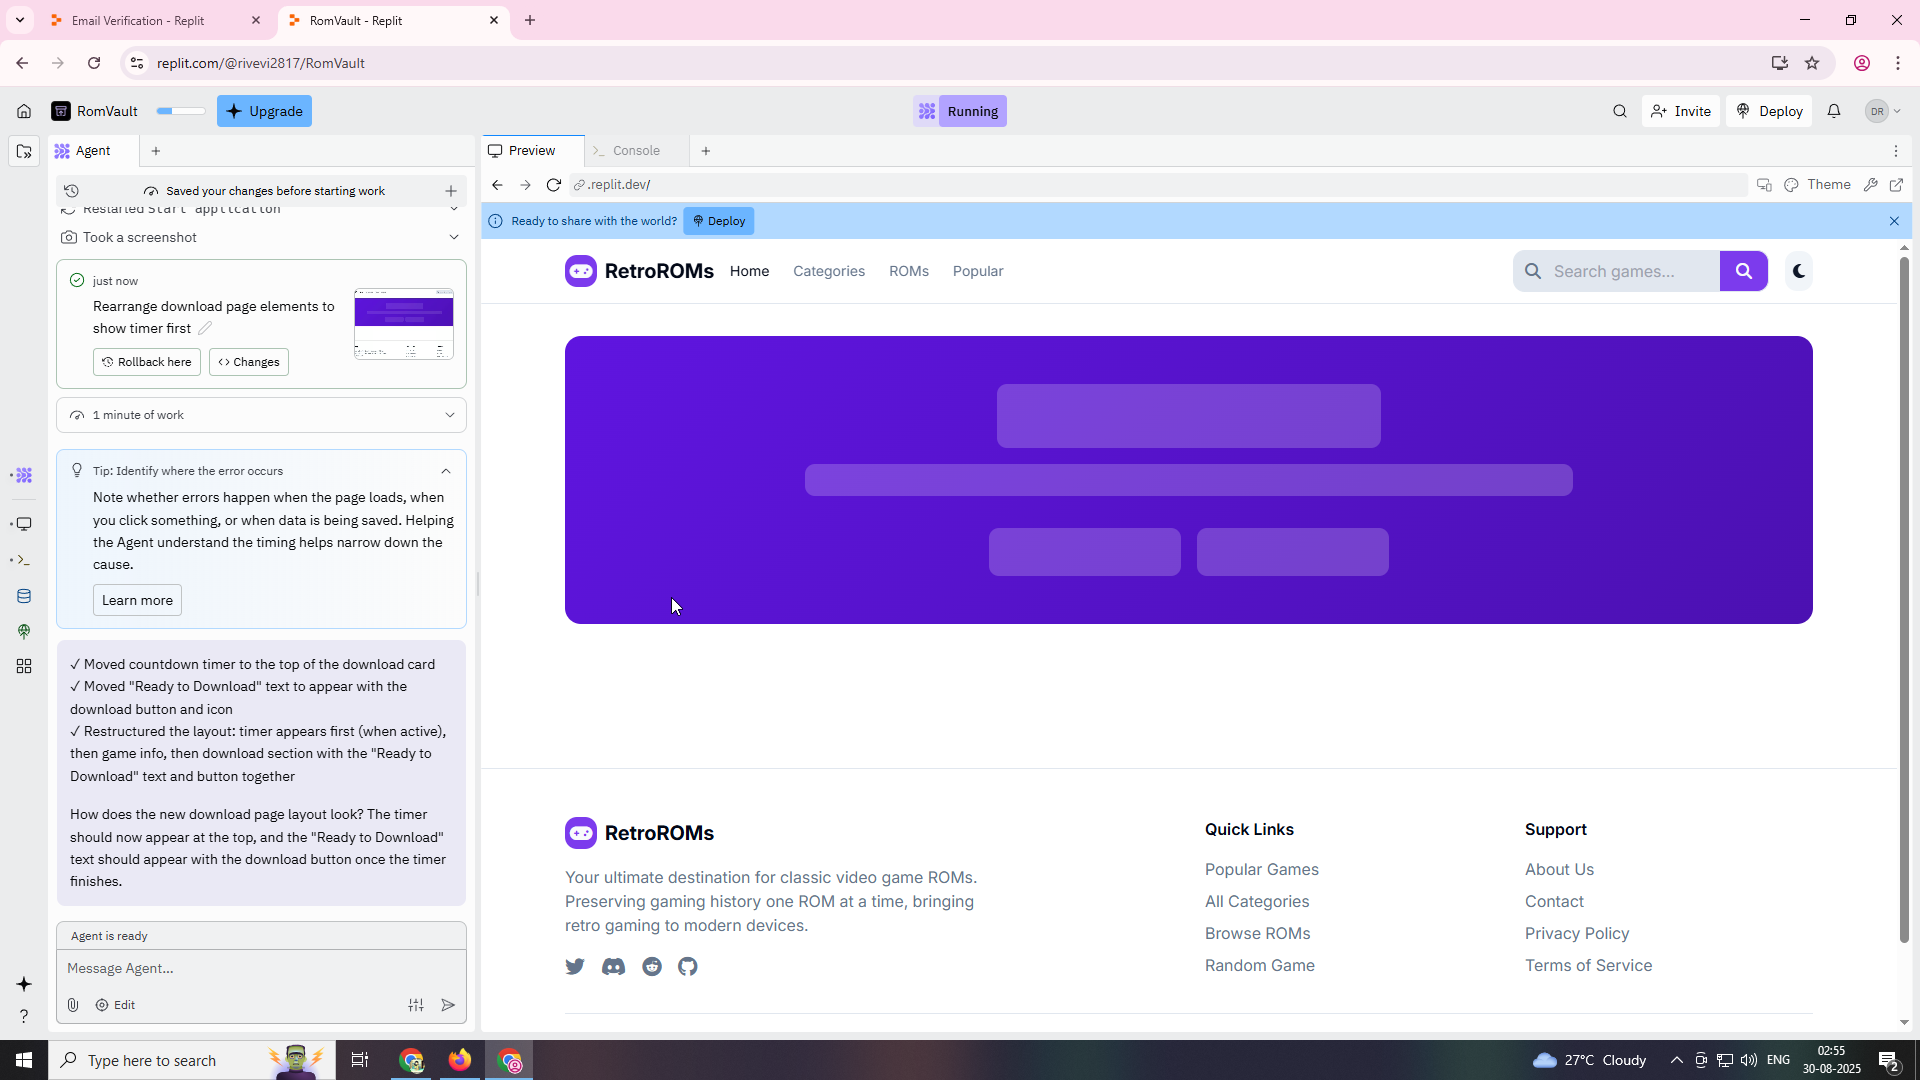 Email Verification - Replit
RomVault - Replit
replit.com/@rivevi2817/RomVault
RomVault
Upgrade
Running
Invite
Deploy
DR
Agent
Preview
Console
Saved your changes before starting work
.replit.dev/
Theme
Restarted Start application
Ready to share with the world?
Deploy
Took a screenshot
just now
Rearrange download page elements to
show timer first
Rollback here
Changes
1 minute of work
Tip: Identify where the error occurs
Note whether errors happen when the page loads, when
you click something, or when data is being saved. Helping
the Agent understand the timing helps narrow down the
cause.
Learn more
✓ Moved countdown timer to the top of the download card
✓ Moved "Ready to Download" text to appear with the
download button and icon
✓ Restructured the layout: timer appears first (when active),
then game info, then download section with the "Ready to
Download" text and button together
How does the new download page layout look? The timer
should now appear at the top, and the "Ready to Download"
text should appear with the download button once the timer
finishes.
Agent is ready
Message Agent...
Edit
RetroROMs
Home
Categories
ROMs
Popular
Search games...
RetroROMs
Your ultimate destination for classic video game ROMs.
Preserving gaming history one ROM at a time, bringing
retro gaming to modern devices.
Quick Links
Popular Games
All Categories
Browse ROMs
Random Game
Support
About Us
Contact
Privacy Policy
Terms of Service
Type here to search
27°C Cloudy
ENG
02:55
30-08-2025
2